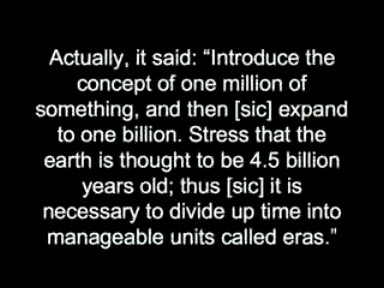 Actually, it said: “Introduce the
concept of one million of
something, and then [sic] expand
to one billion. Stress that the
earth is thought to be 4.5 billion
years old; thus [sic] it is
necessary to divide up time into
manageable units called eras.”